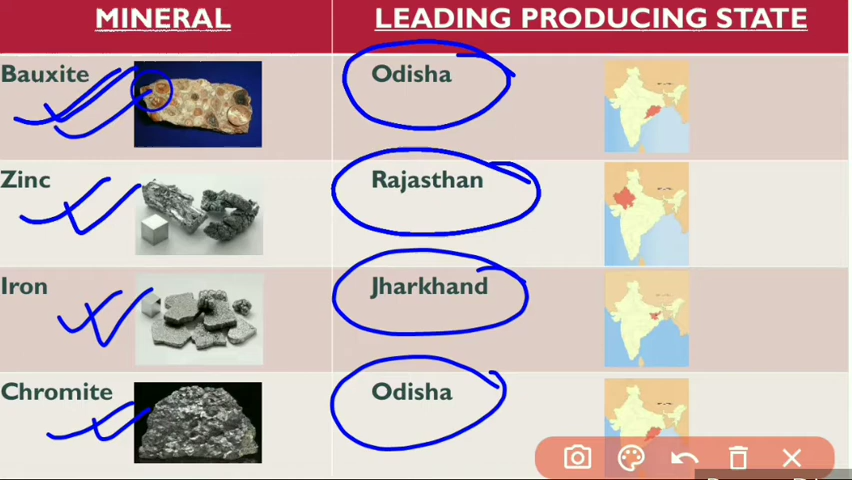 MINERAL
LEADING PRODUCING STATE
Bauxite
Odisha
Zinc
Rajasthan
Iron
Jharkhand
Chromite
Odisha